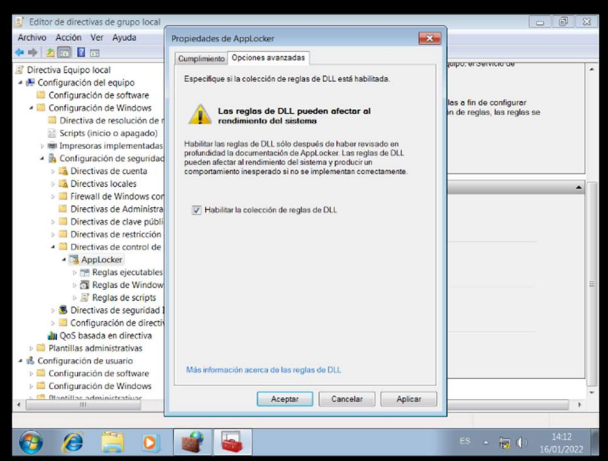 Editor de directivas de grupo local
Archivo Acción Ver Ayuda
Directiva Equipo local
Configuración del equipo
Configuración de software
Configuración de Windows
Directiva de resolución de
Scripts (inicio o apagado)
Impresoras implementadas
Configuración de seguridad
Directivas de cuenta
Directivas locales
Firewall de Windows con
Directivas de Administra
Directivas de clave públi
Directivas de restricción
Directivas de control de
AppLocker
Reglas ejecutables
Reglas de Window
Reglas de scripts
Directivas de seguridad I
Configuración de directiv
QoS basada en directiva
Plantillas administrativas
Configuración de usuario
Configuración de software
Configuración de Windows
Plantillas administrativas
Propiedades de AppLocker
Cumplimiento Opciones avanzadas
Especifique si la colección de reglas de DLL está habilitada.
Las reglas de DLL pueden afectar al
rendimiento del sistema
Habilitar las reglas de DLL sólo después de haber revisado en
profundidad la documentación de AppLocker. Las reglas de DLL
pueden afectar al rendimiento del sistema y producir un
comportamiento inesperado si no se implementan correctamente.
Habilitar la colección de reglas de DLL
Más información acerca de las reglas de DLL
Aceptar Cancelar Aplicar
quipo, el Servicio de
las a fin de configurar
n de reglas, las reglas se
ES
14:12
16/01/2022